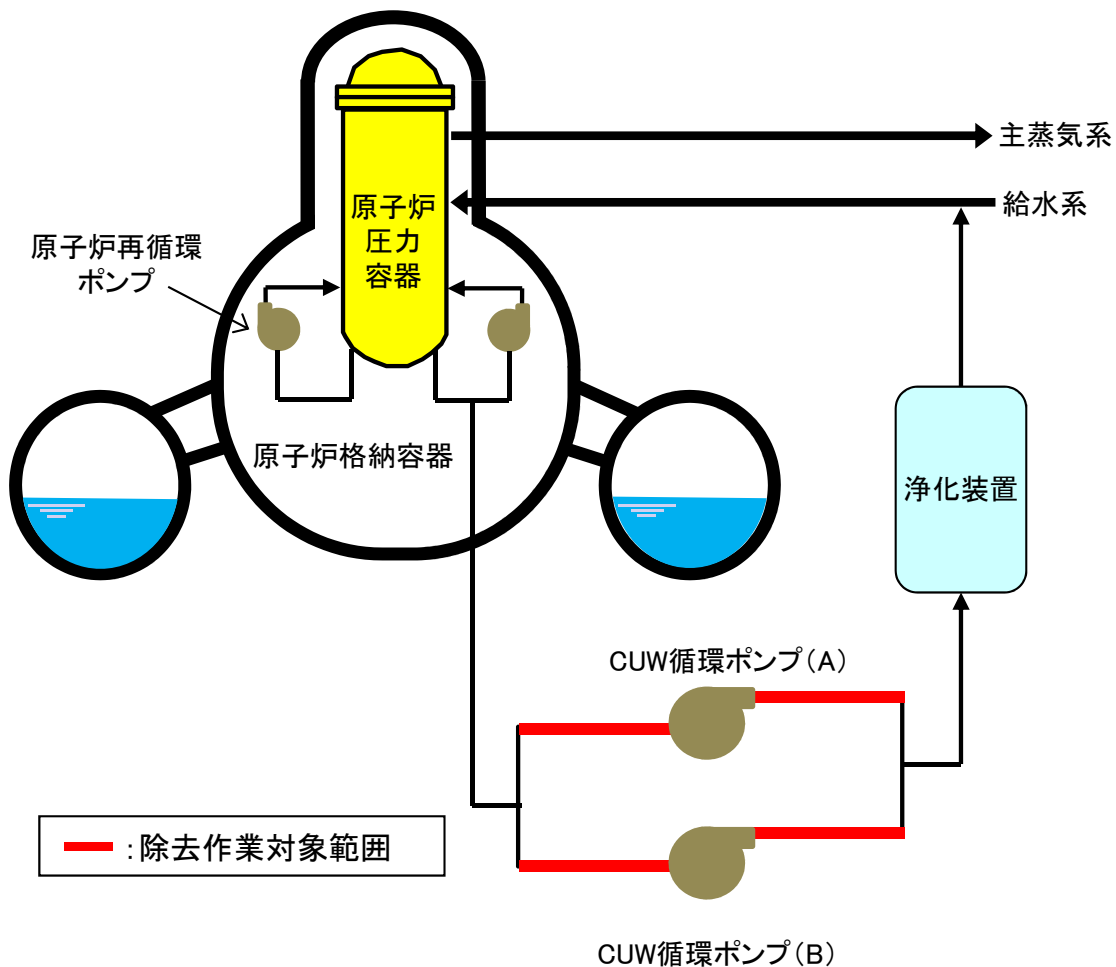 主蒸気系
給水系
原子炉
圧力
容器
原子炉再循環
ポンプ
原子炉格納容器
浄化装置
CUW循環ポンプ(A)
:除去作業対象範囲
CUW循環ポンプ(B)